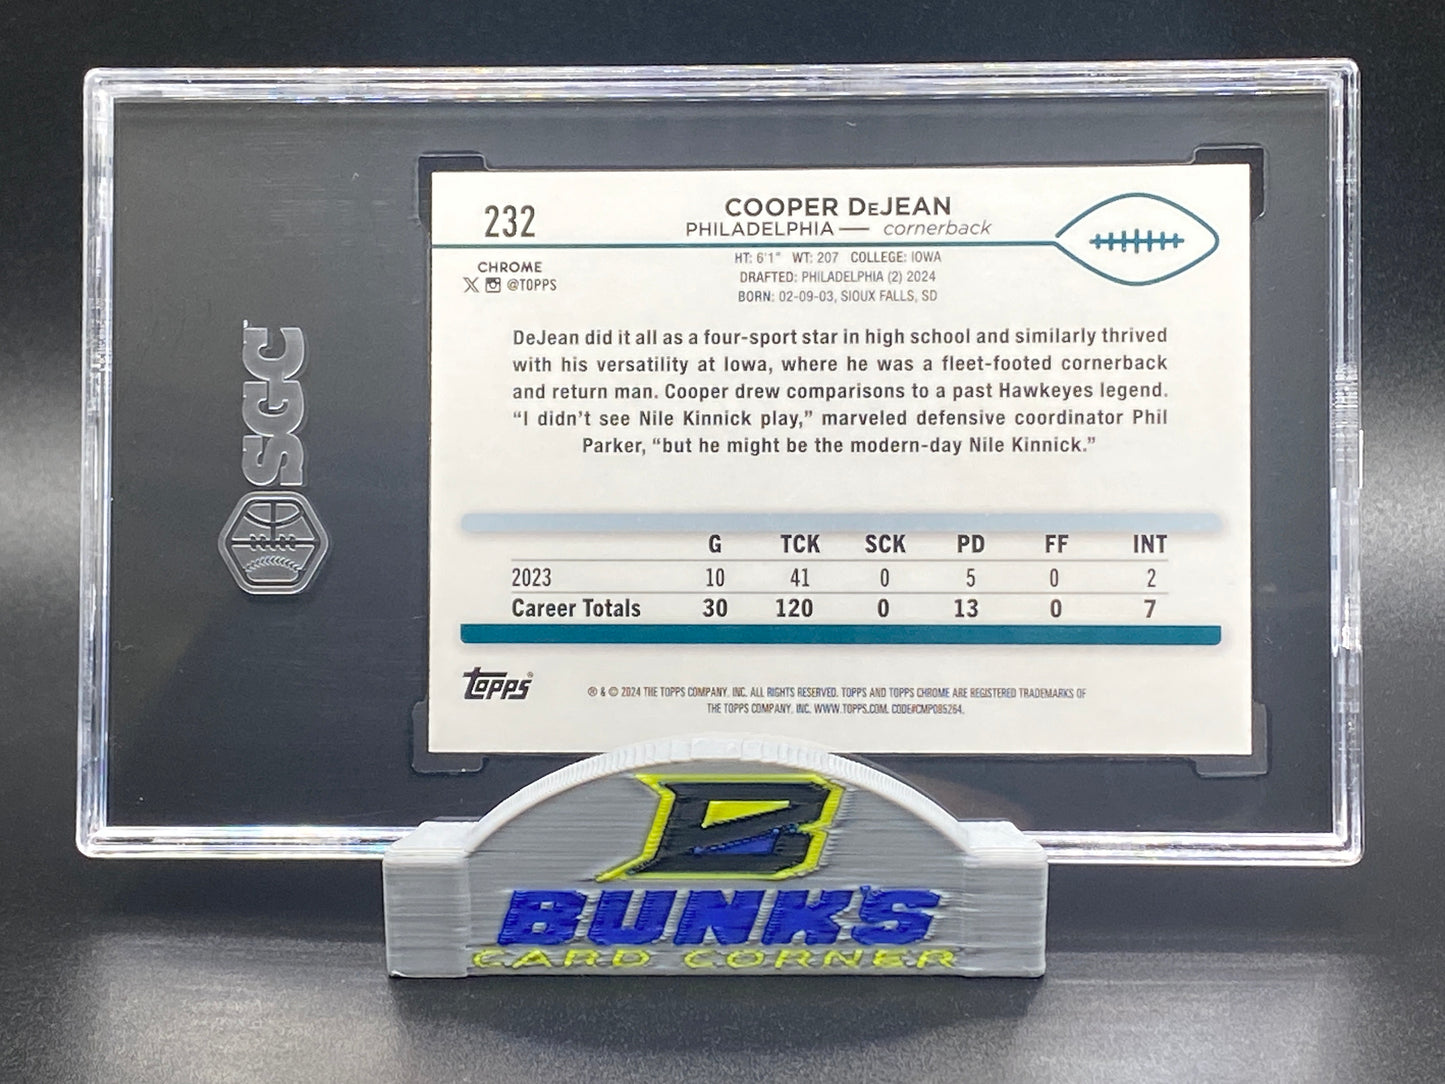 232
COOPER DeJEAN
PHILADELPHIA — cornerback
CHROME
@TOPPS
HT: 6'1" WT: 207 COLLEGE: IOWA
DRAFTED: PHILADELPHIA (2) 2024
BORN: 02-09-03, SIOUX FALLS, SD
DeJean did it all as a four-sport star in high school and similarly thrived
with his versatility at Iowa, where he was a fleet-footed cornerback
and return man. Cooper drew comparisons to a past Hawkeyes legend.
“I didn’t see Nile Kinnick play,” marveled defensive coordinator Phil
Parker, “but he might be the modern-day Nile Kinnick.”
G TCK SCK PD FF INT
2023 10 41 0 5 0 2
Career Totals 30 120 0 13 0 7
Topps®
® & © 2024 THE TOPPS COMPANY, INC. ALL RIGHTS RESERVED. TOPPS AND TOPPS CHROME ARE REGISTERED TRADEMARKS OF
THE TOPPS COMPANY, INC. WWW.TOPPS.COM. CODE#CMP085264.
SGC
B
BUNK'S
CARD CORNER